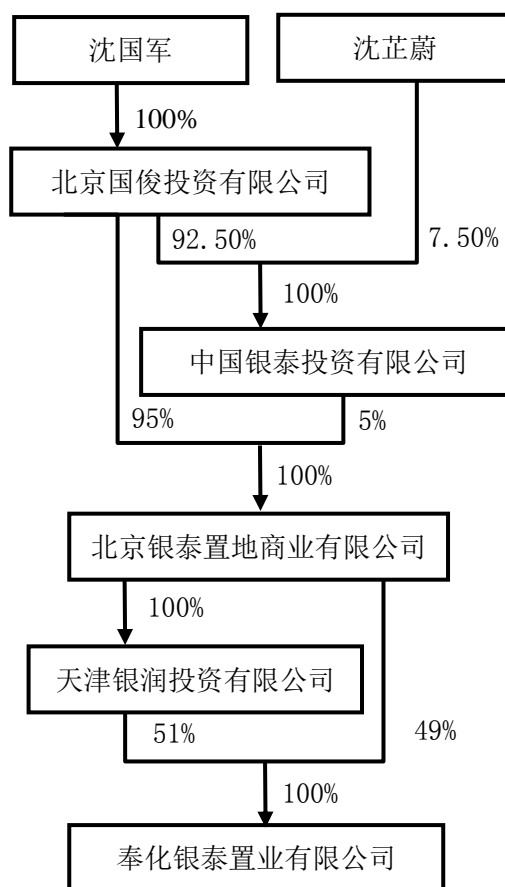 沈国军
沈芷蔚
100%
北京国俊投资有限公司
92.50%
7.50%
100%
中国银泰投资有限公司
95%
5%
100%
北京银泰置地商业有限公司
100%
天津银润投资有限公司
51%
49%
100%
奉化银泰置业有限公司